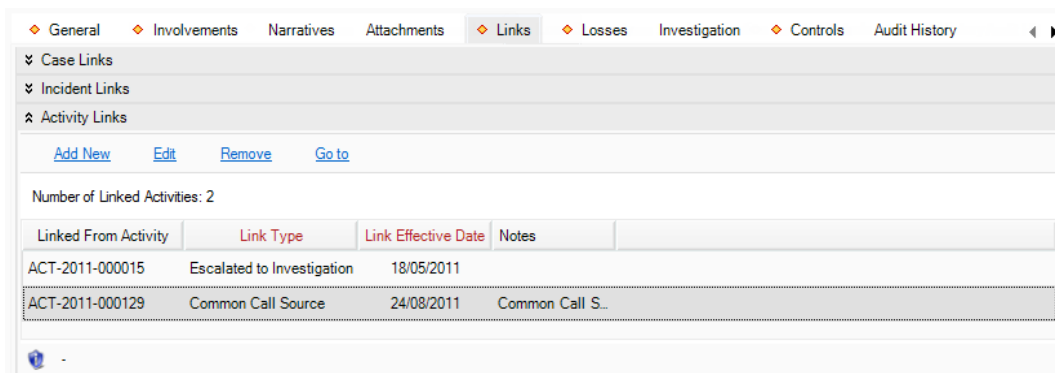 General Involvements Narratives Attachments Links Losses Investigation Controls Audit History
Case Links
Incident Links
Activity Links
Add New Edit Remove Go to
Number of Linked Activities: 2
Linked From Activity Link Type Link Effective Date Notes
ACT-2011-000015 Escalated to Investigation 18/05/2011
ACT-2011-000129 Common Call Source 24/08/2011 Common Call S...
-